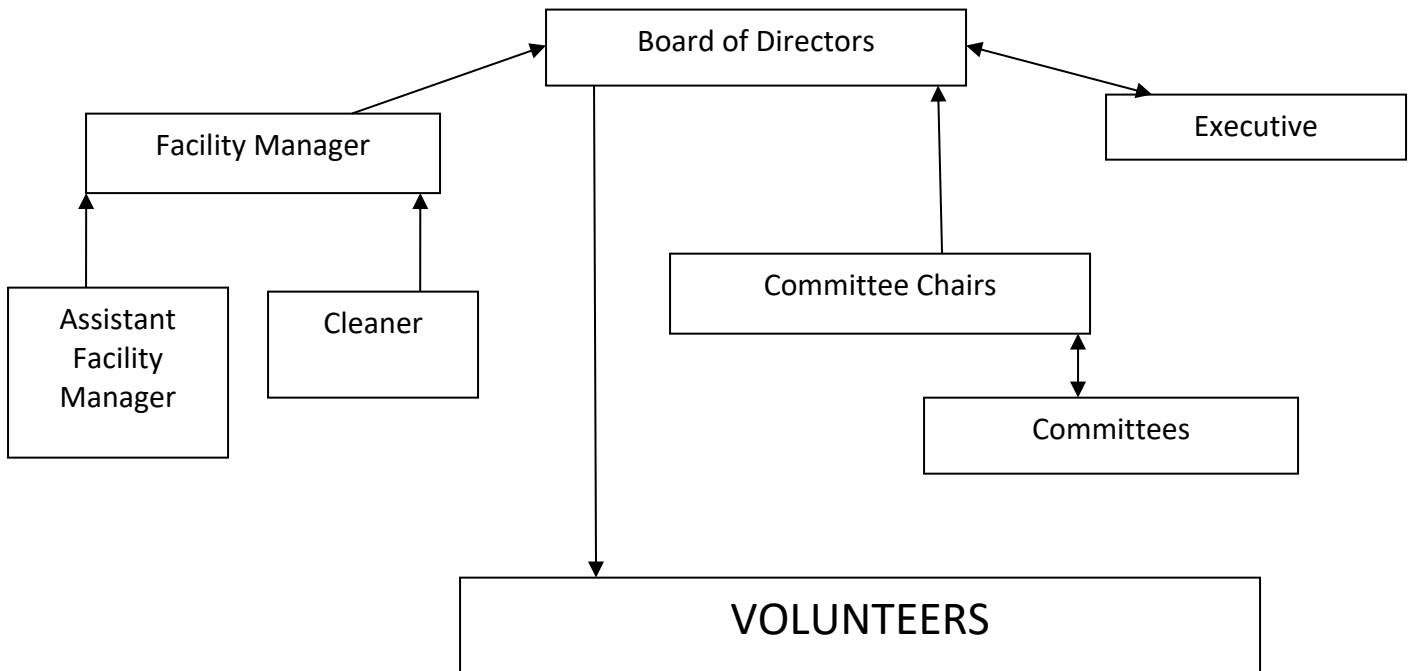 Board of Directors
Executive
Facility Manager
Committee Chairs
Assistant
Facility
Manager
Cleaner
Committees
VOLUNTEERS